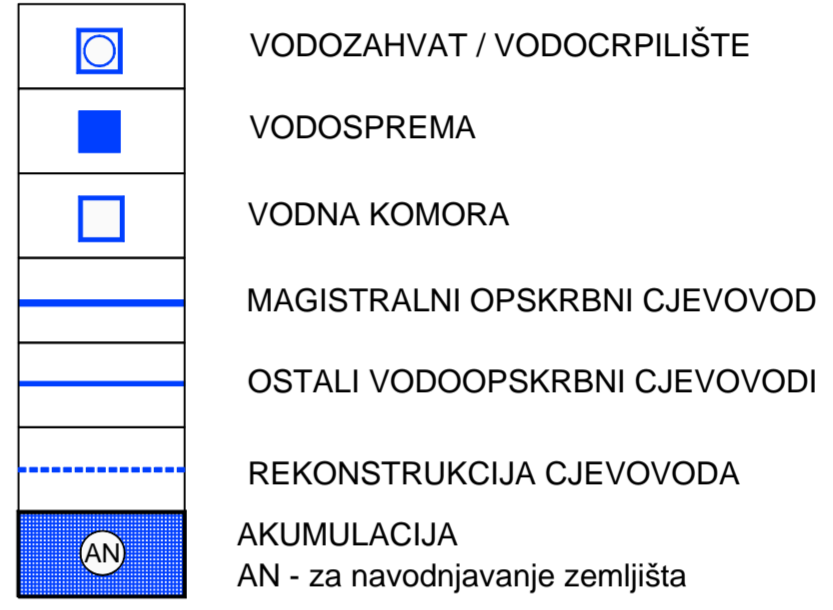 VODOZAHVAT / VODOCRPILIŠTE
VODOSPREMA
VODNA KOMORA
MAGISTRALNI OPSKRBNI CJEVOVOD
OSTALI VODOOPSKRBNI CJEVOVODI
REKONSTRUKCIJA CJEVOVODA
AN
AKUMULACIJA
AN - za navodnjavanje zemljišta